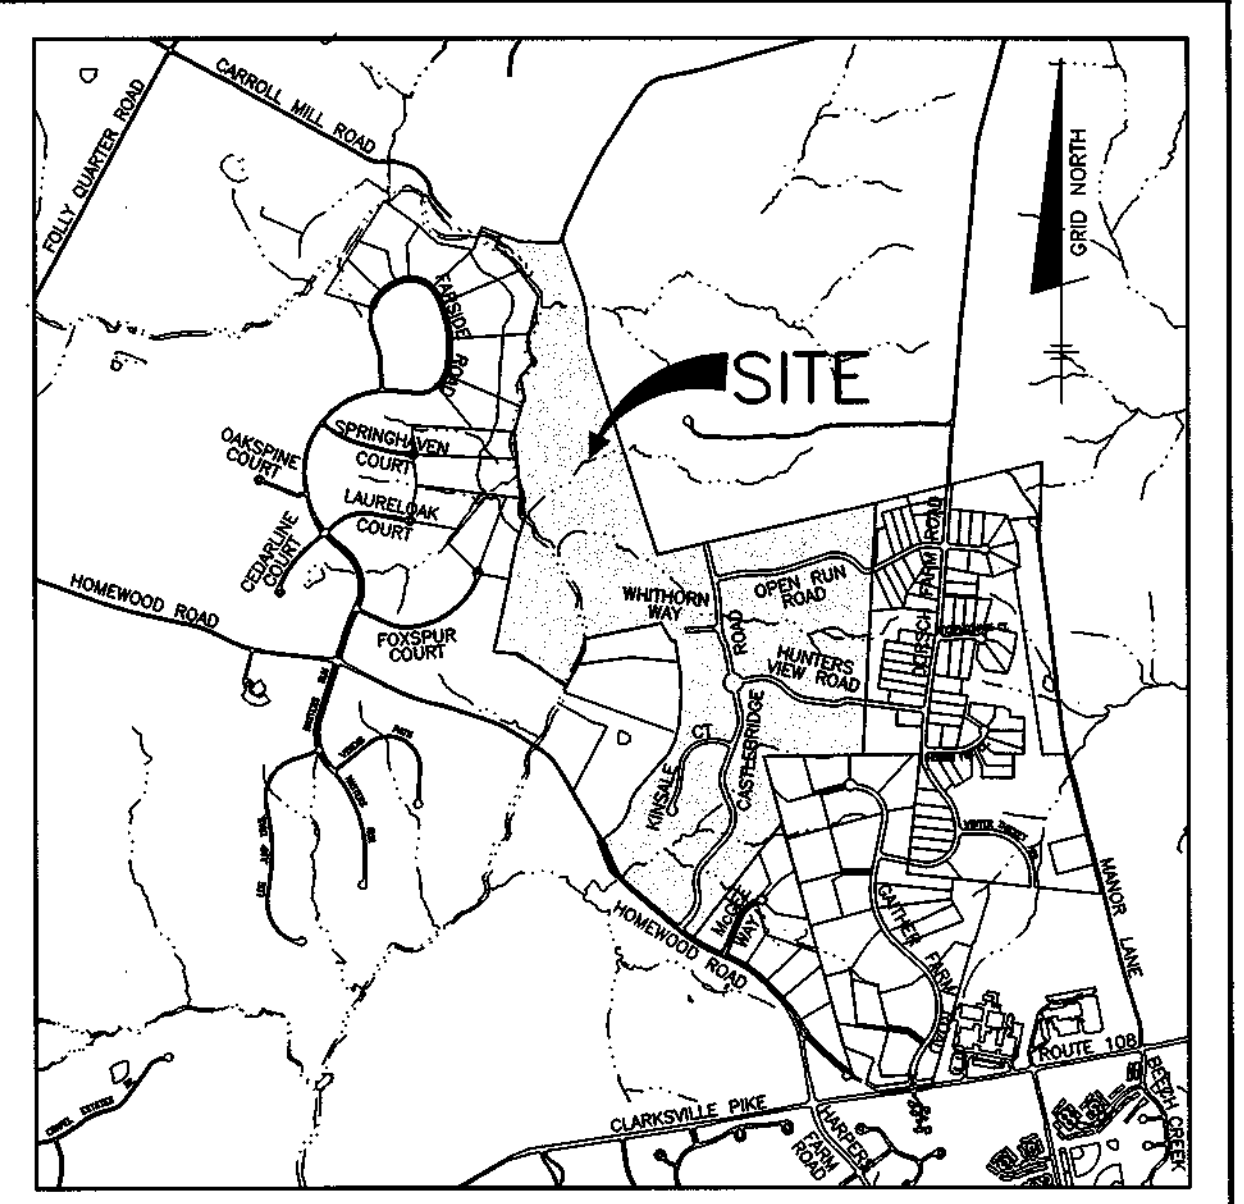 CARROLL MILL ROAD
FOLLY QUARTER ROAD
GRID NORTH
FARSIDE ROAD
SITE
SPRINGHAVEN
COURT
OAKSPINE
COURT
LAURELOAK
COURT
CEDARLINE
COURT
HOMEWOOD ROAD
FOXSPUR
COURT
WHITHORN
WAY
OPEN RUN
ROAD
DORSCH FARM ROAD
HUNTERS
VIEW ROAD
CASTLEBRIDGE ROAD
KINSALE CT
McGEE
WAY
HOMEWOOD ROAD
GAITHER FARM ROAD
MANOR LANE
ROUTE 108
CLARKSVILLE PIKE
HARPERS
FARM
ROAD
BEECH CREEK